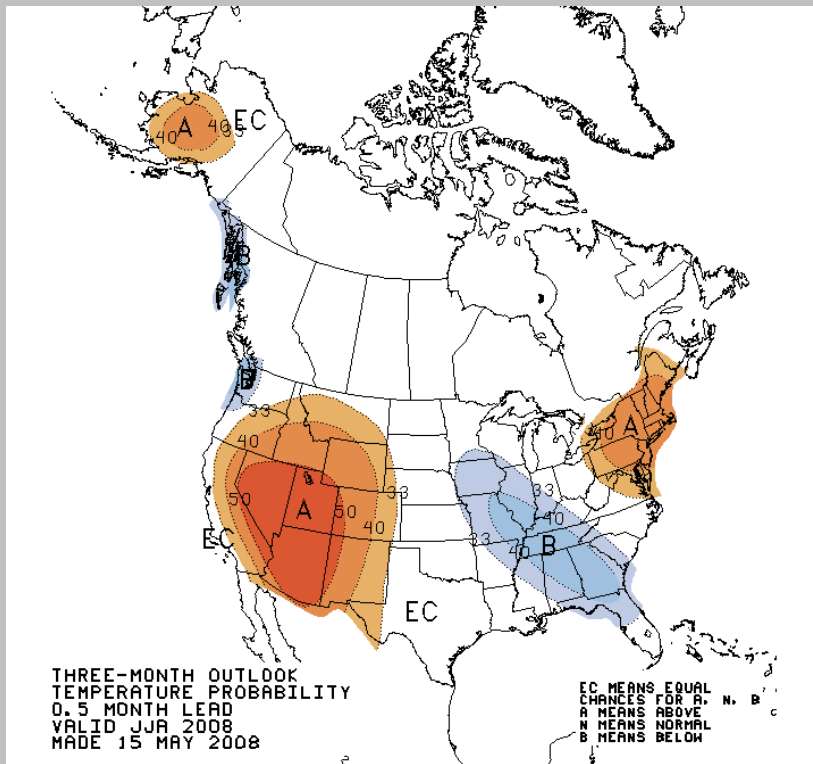 A
40
40
EC
B
33
40
50
A
50
40
33
EC
EC
40
A
33
40
33
40
B
THREE-MONTH OUTLOOK
TEMPERATURE PROBABILITY
0.5 MONTH LEAD
VALID JJA 2008
MADE 15 MAY 2008
EC MEANS EQUAL
CHANCES FOR A, N, B
A MEANS ABOVE
N MEANS NORMAL
B MEANS BELOW